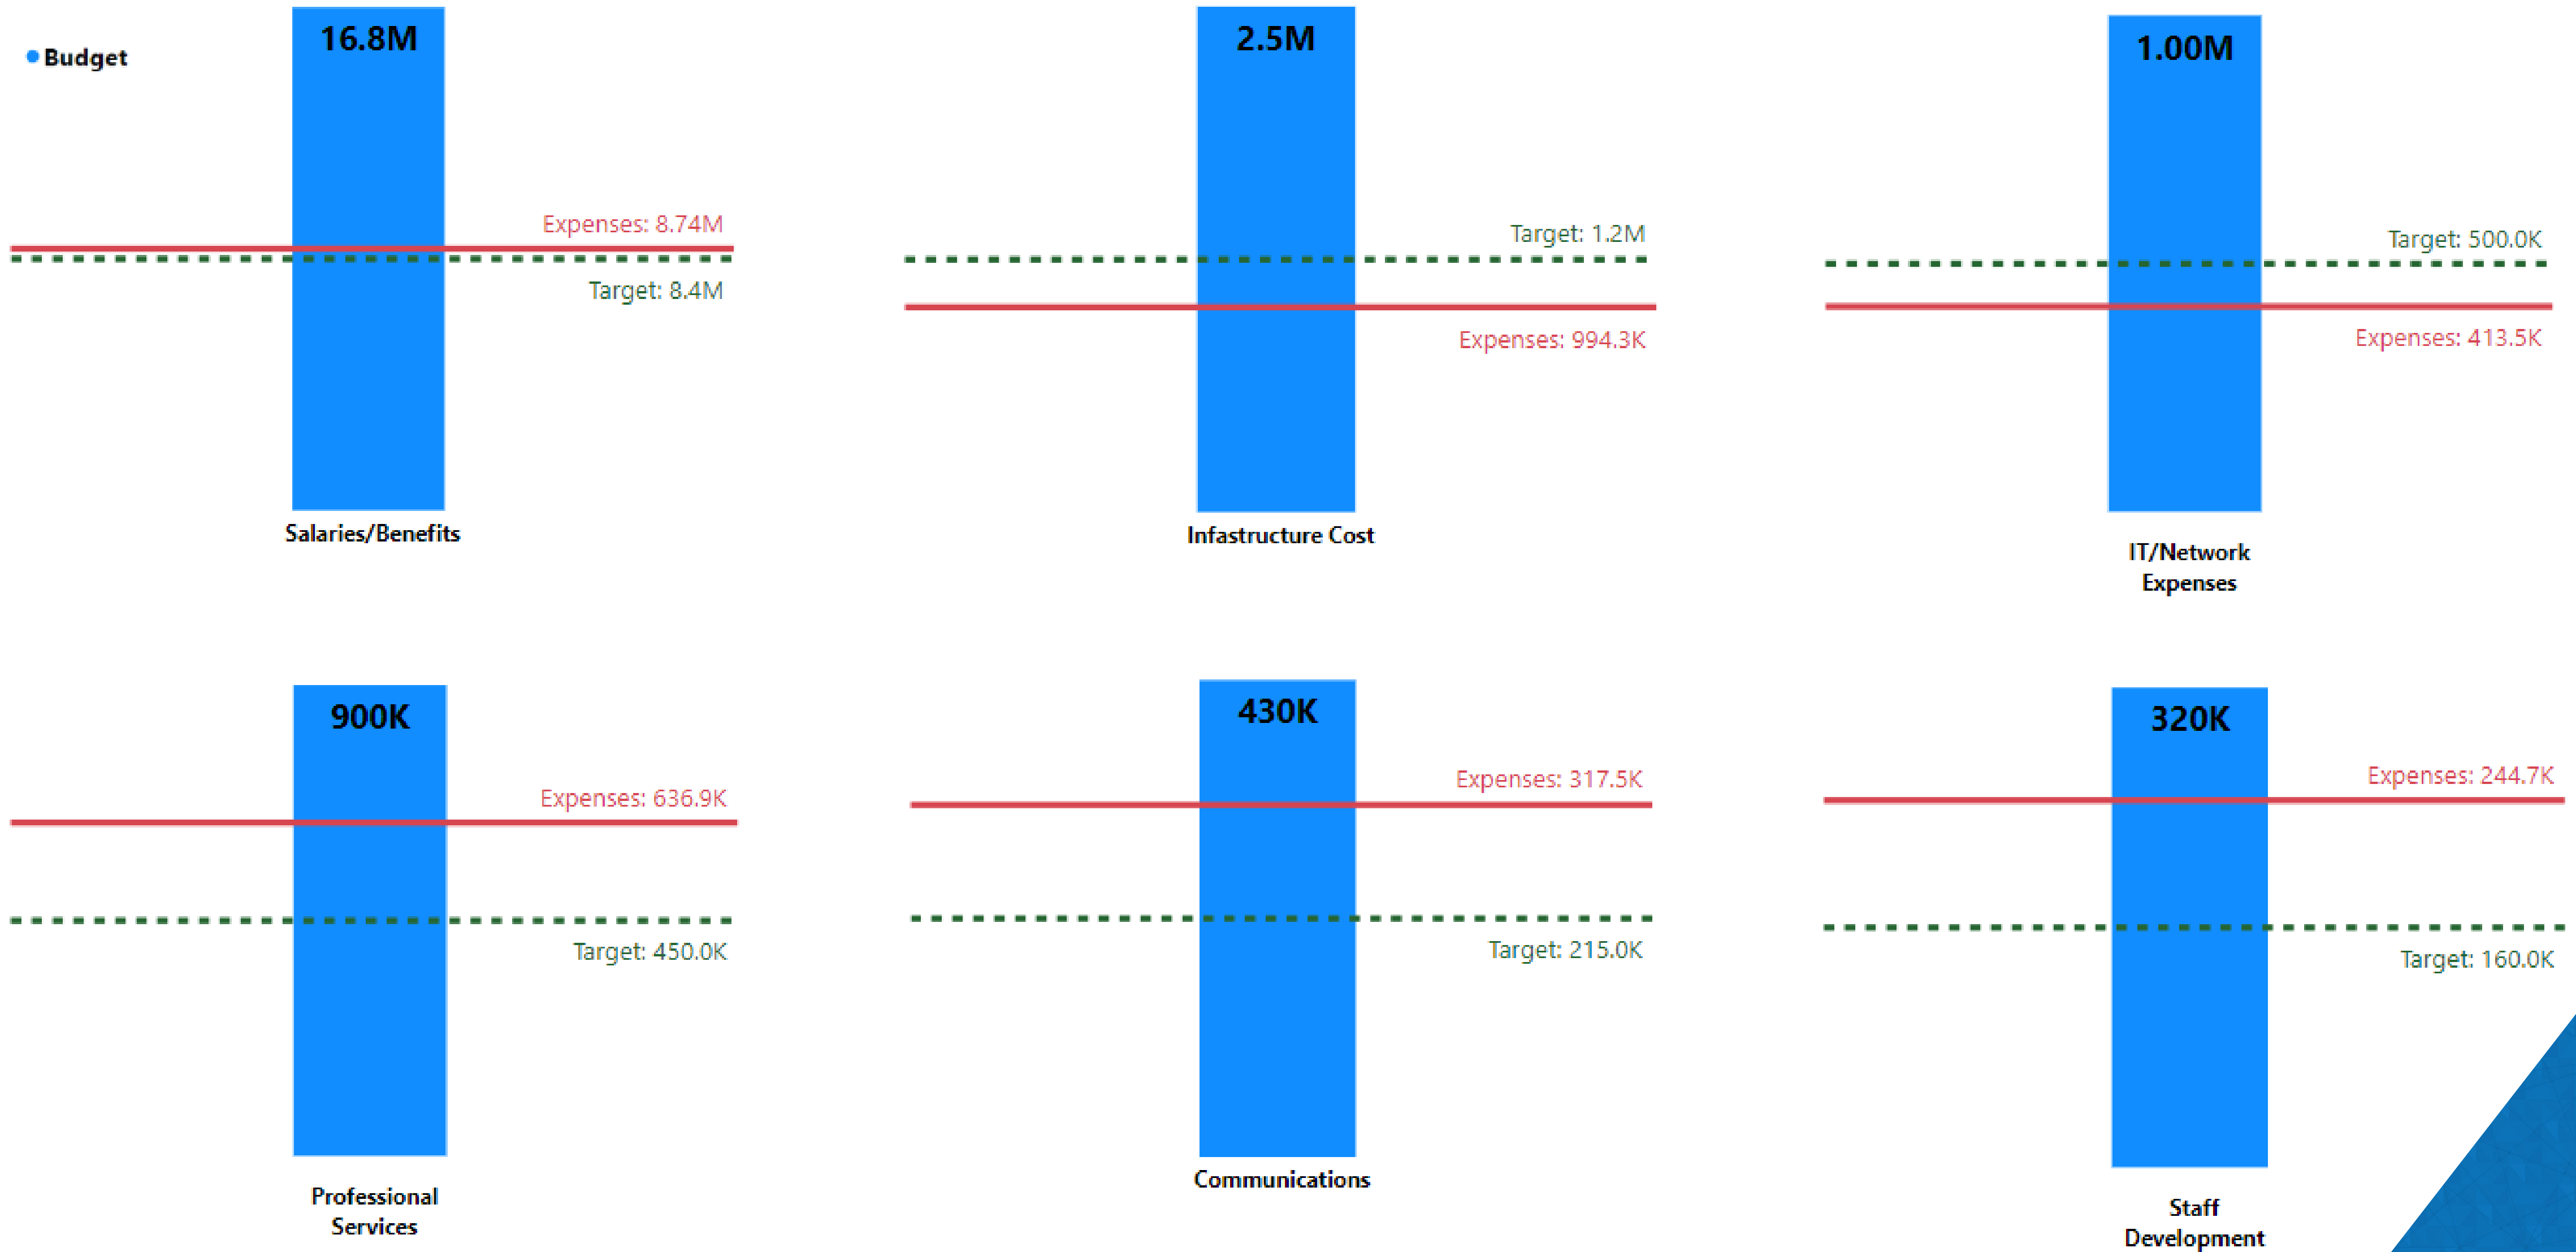 Budget
16.8M
Expenses: 8.74M
Target: 8.4M
Salaries/Benefits
2.5M
Target: 1.2M
Expenses: 994.3K
Infastructure Cost
1.00M
Target: 500.0K
Expenses: 413.5K
IT/Network
Expenses
900K
Expenses: 636.9K
Target: 450.0K
Professional
Services
430K
Expenses: 317.5K
Target: 215.0K
Communications
320K
Expenses: 244.7K
Target: 160.0K
Staff
Development